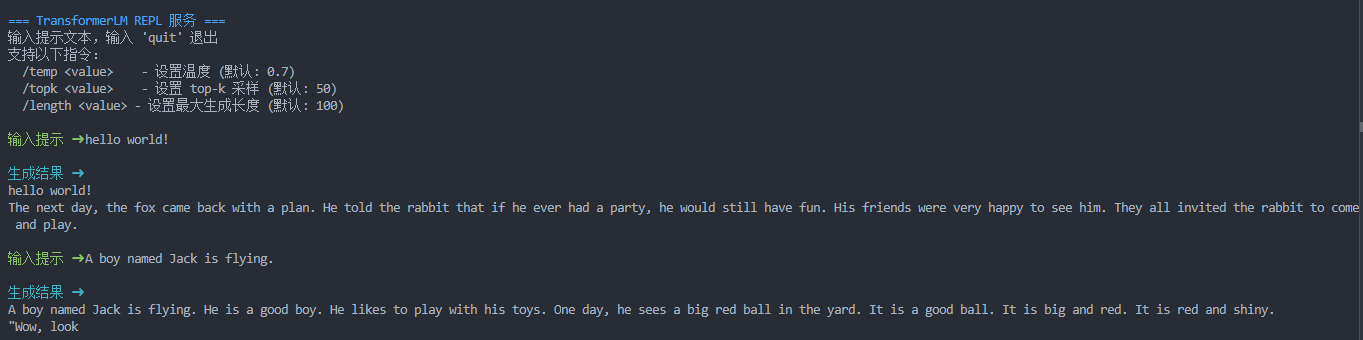 === TransformerLM REPL 服务 ===
输入提示文本，输入 'quit' 退出
支持以下指令:
/temp <value> - 设置温度 (默认: 0.7)
/topk <value> - 设置 top-k 采样 (默认: 50)
/length <value> - 设置最大生成长度 (默认: 100)
输入提示 ➜hello world!
生成结果 ➜
hello world!
The next day, the fox came back with a plan. He told the rabbit that if he ever had a party, he would still have fun. His friends were very happy to see him. They all invited the rabbit to come
and play.
输入提示 ➜A boy named Jack is flying.
生成结果 ➜
A boy named Jack is flying. He is a good boy. He likes to play with his toys. One day, he sees a big red ball in the yard. It is a good ball. It is big and red. It is red and shiny.
"Wow, look